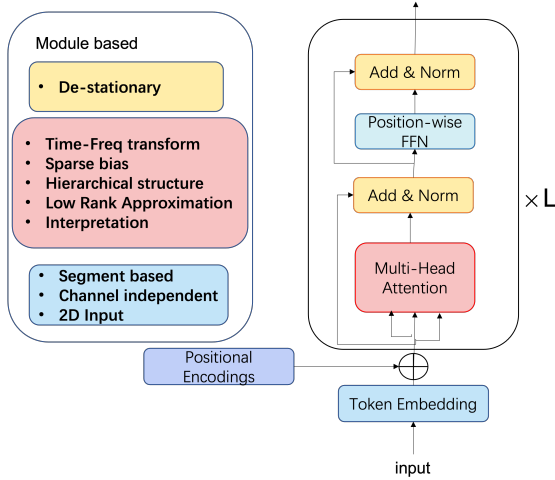 Module based
• De-stationary
• Time-Freq transform
• Sparse bias
• Hierarchical structure
• Low Rank Approximation
• Interpretation
• Segment based
• Channel independent
• 2D Input
Add & Norm
Position-wise
FFN
Add & Norm
× L
Multi-Head
Attention
Positional
Encodings
Token Embedding
input